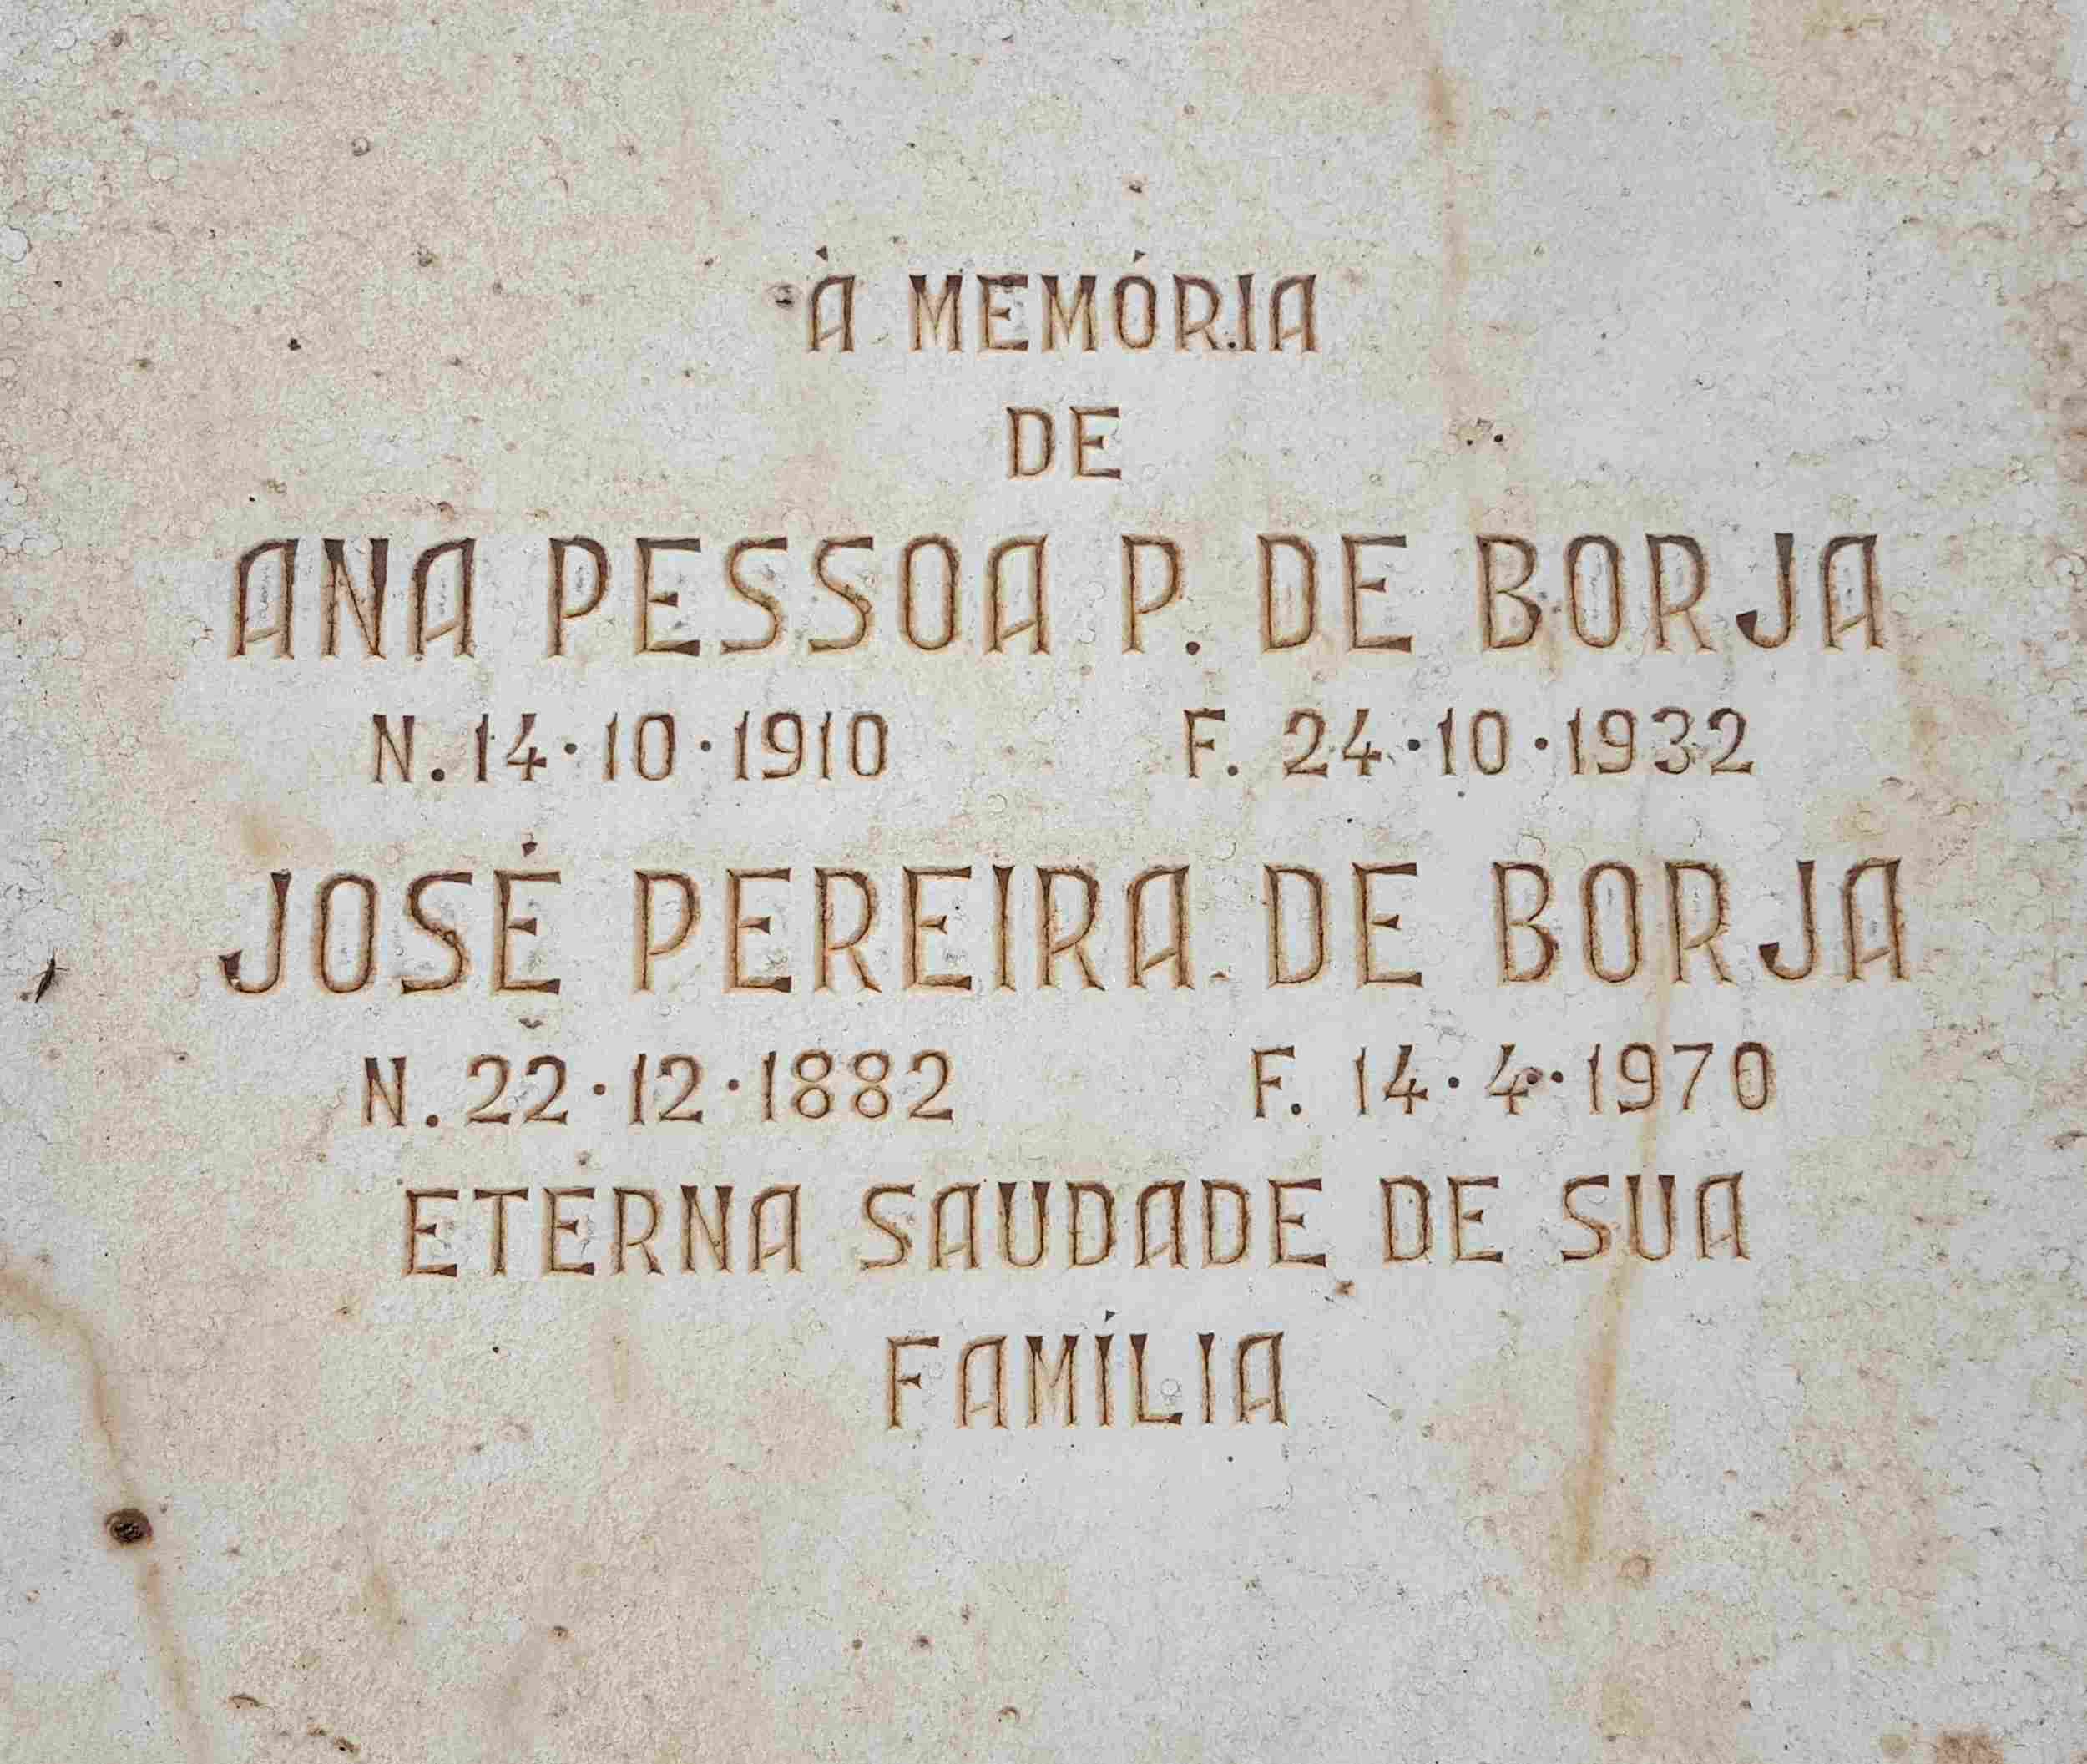 À MEMÓRIA
DE
ANA PESSOA P. DE BORJA
N. 14·10·1910 F. 24·10·1932
JOSÉ PEREIRA DE BORJA
N. 22·12·1882 F. 14·4·1970
ETERNA SAUDADE DE SUA
FAMÍLIA